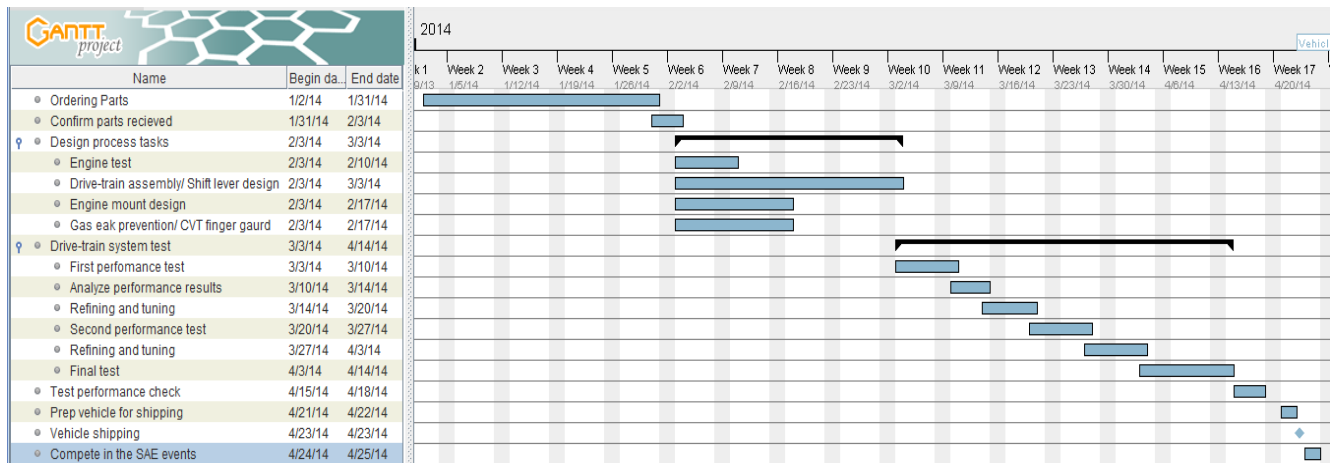 GANTT project
2014
Vehicl
Name Begin da... End date
k 1 Week 2 Week 3 Week 4 Week 5 Week 6 Week 7 Week 8 Week 9 Week 10 Week 11 Week 12 Week 13 Week 14 Week 15 Week 16 Week 17
9/13 1/5/14 1/12/14 1/19/14 1/26/14 2/2/14 2/9/14 2/16/14 2/23/14 3/2/14 3/9/14 3/16/14 3/23/14 3/30/14 4/6/14 4/13/14 4/20/14
Ordering Parts 1/2/14 1/31/14
Confirm parts recieved 1/31/14 2/3/14
Design process tasks 2/3/14 3/3/14
Engine test 2/3/14 2/10/14
Drive-train assembly/ Shift lever design 2/3/14 3/3/14
Engine mount design 2/3/14 2/17/14
Gas eak prevention/ CVT finger gaurd 2/3/14 2/17/14
Drive-train system test 3/3/14 4/14/14
First perfomance test 3/3/14 3/10/14
Analyze performance results 3/10/14 3/14/14
Refining and tuning 3/14/14 3/20/14
Second performance test 3/20/14 3/27/14
Refining and tuning 3/27/14 4/3/14
Final test 4/3/14 4/14/14
Test performance check 4/15/14 4/18/14
Prep vehicle for shipping 4/21/14 4/22/14
Vehicle shipping 4/23/14 4/23/14
Compete in the SAE events 4/24/14 4/25/14